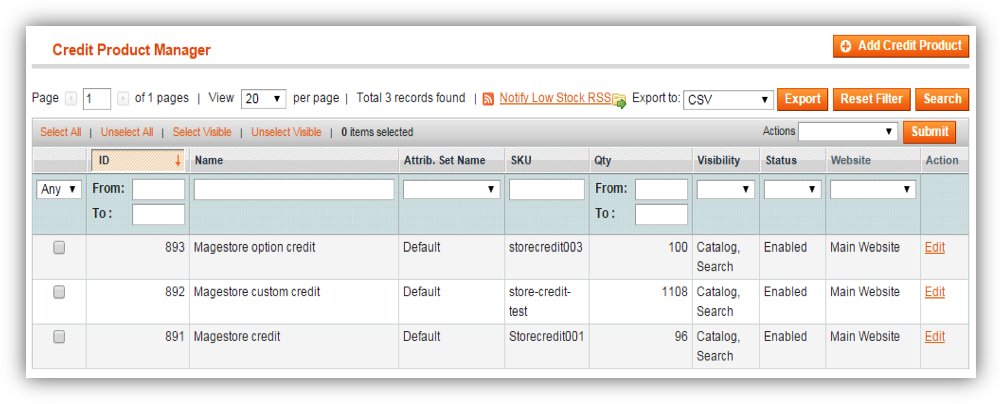 Credit Product Manager
Add Credit Product
Page 1 of 1 pages | View 20 per page | Total 3 records found | Notify Low Stock RSS Export to: CSV Export Reset Filter Search
Select All | Unselect All | Select Visible | Unselect Visible | 0 items selected Actions Submit
ID Name Attrib. Set Name SKU Qty Visibility Status Website Action
Any From: From:
To : To :
893 Magestore option credit Default storecredit003 100 Catalog, Enabled Main Website Edit
Search
892 Magestore custom credit Default store-credit- 1108 Catalog, Enabled Main Website Edit
test Search
891 Magestore credit Default Storecredit001 96 Catalog, Enabled Main Website Edit
Search